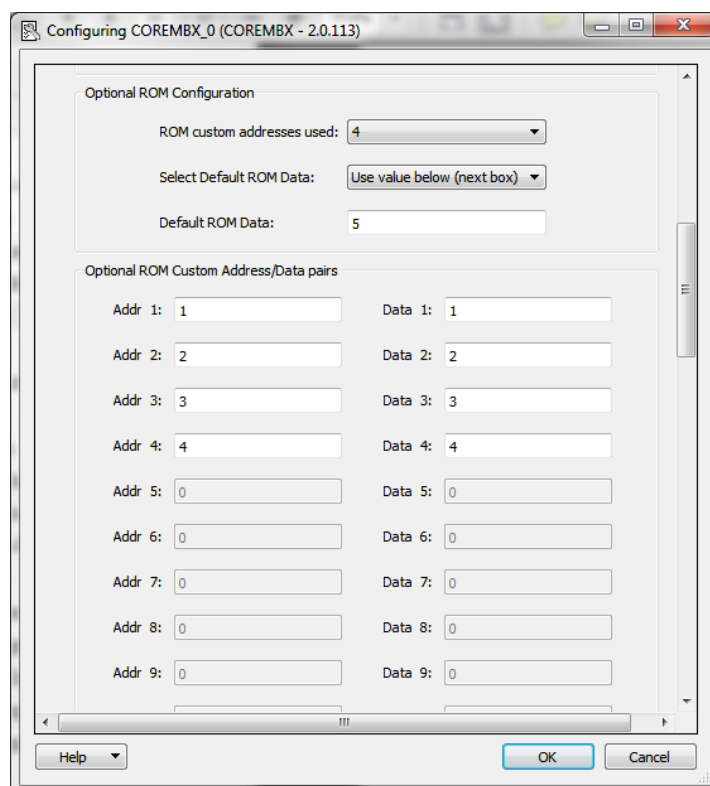 Configuring COREMBX_0 (COREMBX - 2.0.113)
Optional ROM Configuration
ROM custom addresses used: 4
Select Default ROM Data: Use value below (next box)
Default ROM Data: 5
Optional ROM Custom Address/Data pairs
Addr 1: 1 Data 1: 1
Addr 2: 2 Data 2: 2
Addr 3: 3 Data 3: 3
Addr 4: 4 Data 4: 4
Addr 5: 0 Data 5: 0
Addr 6: 0 Data 6: 0
Addr 7: 0 Data 7: 0
Addr 8: 0 Data 8: 0
Addr 9: 0 Data 9: 0
Help OK Cancel